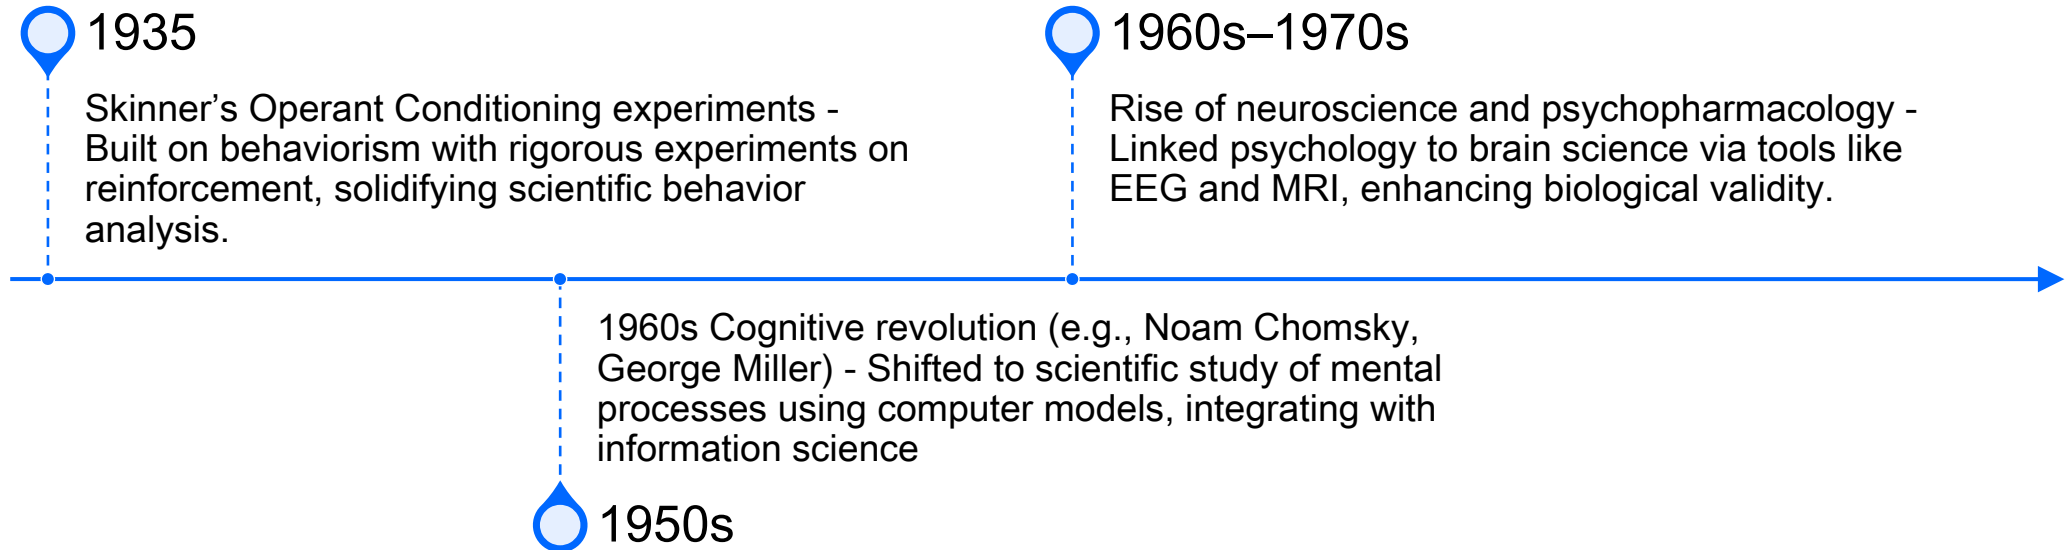 1935
Skinner’s Operant Conditioning experiments -
Built on behaviorism with rigorous experiments on
reinforcement, solidifying scientific behavior
analysis.
1960s–1970s
Rise of neuroscience and psychopharmacology -
Linked psychology to brain science via tools like
EEG and MRI, enhancing biological validity.
1960s Cognitive revolution (e.g., Noam Chomsky,
George Miller) - Shifted to scientific study of mental
processes using computer models, integrating with
information science
1950s